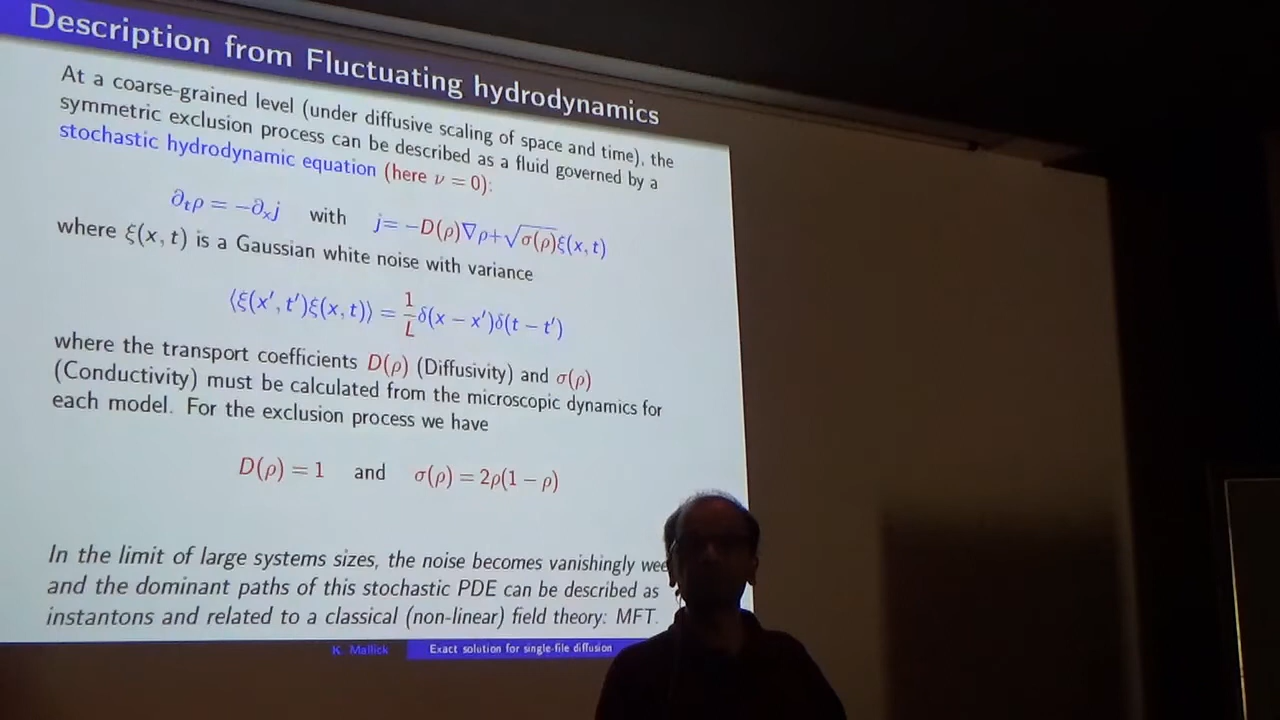 Description from Fluctuating hydrodynamics
At a coarse-grained level (under diffusive scaling of space and time), the
symmetric exclusion process can be described as a fluid governed by a
stochastic hydrodynamic equation (here ν = 0):
∂ₜρ = −∂ₓj with j= −D(ρ)∇ρ+√σ(ρ)ξ(x, t)
where ξ(x, t) is a Gaussian white noise with variance
⟨ξ(x′, t′)ξ(x, t)⟩ = 1/L δ(x − x′)δ(t − t′)
where the transport coefficients D(ρ) (Diffusivity) and σ(ρ)
(Conductivity) must be calculated from the microscopic dynamics for
each model. For the exclusion process we have
D(ρ) = 1 and σ(ρ) = 2ρ(1 − ρ)
In the limit of large systems sizes, the noise becomes vanishingly
and the dominant paths of this stochastic PDE can be described as
instantons and related to a classical (non-linear) field theory: MFT.
K. Mallick Exact solution for single-file diffusion